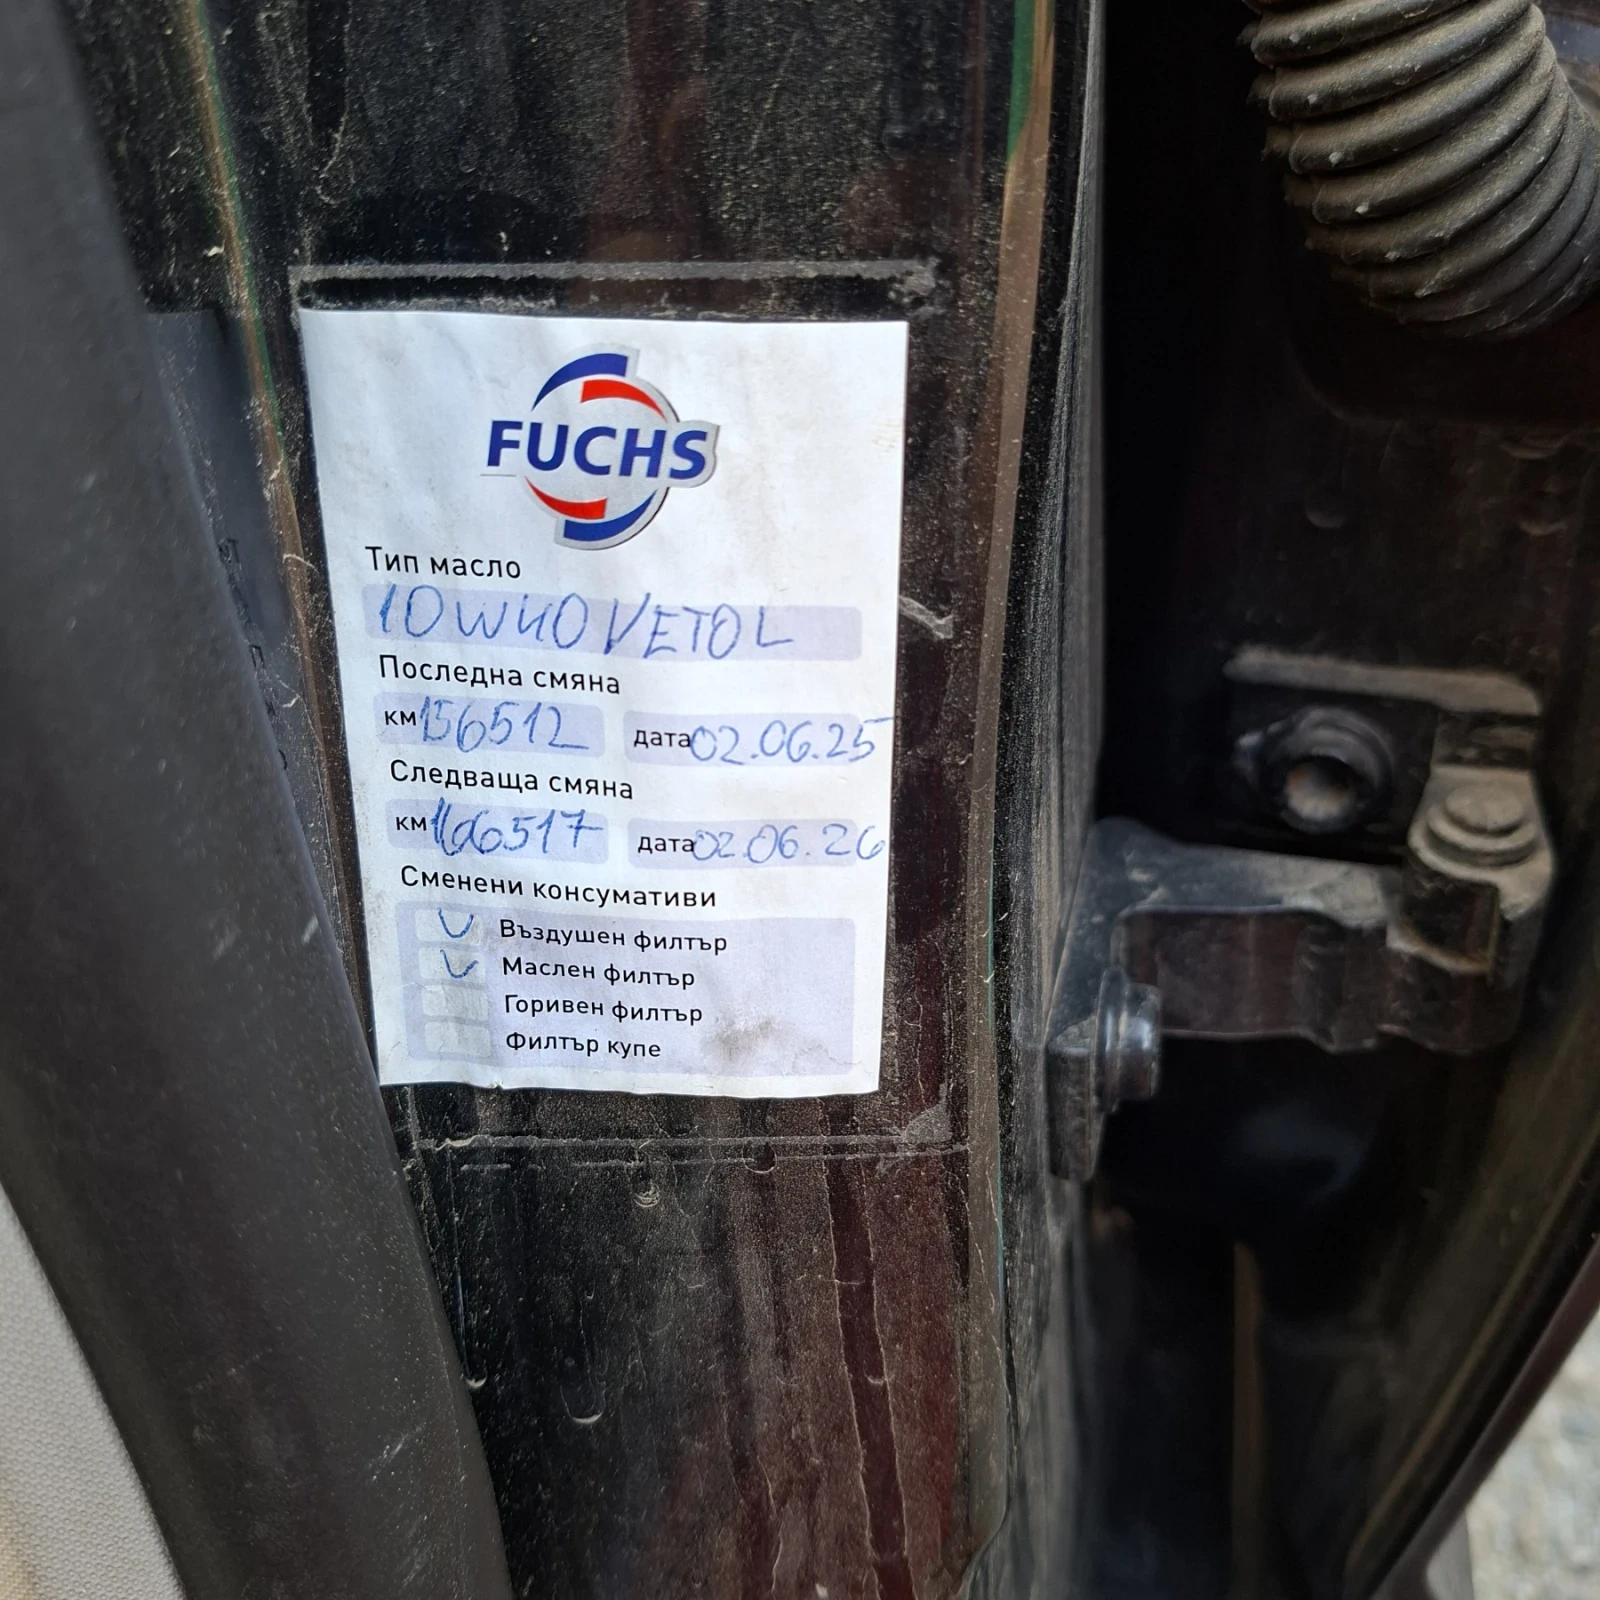 FUCHS
Тип масло
10W40 VETOL
Последна смяна
км 156512 дата 02.06.25
Следваща смяна
км 166517 дата 02.06.26
Сменени консумативи
Въздушен филтър
Маслен филтър
Горивен филтър
Филтър купе